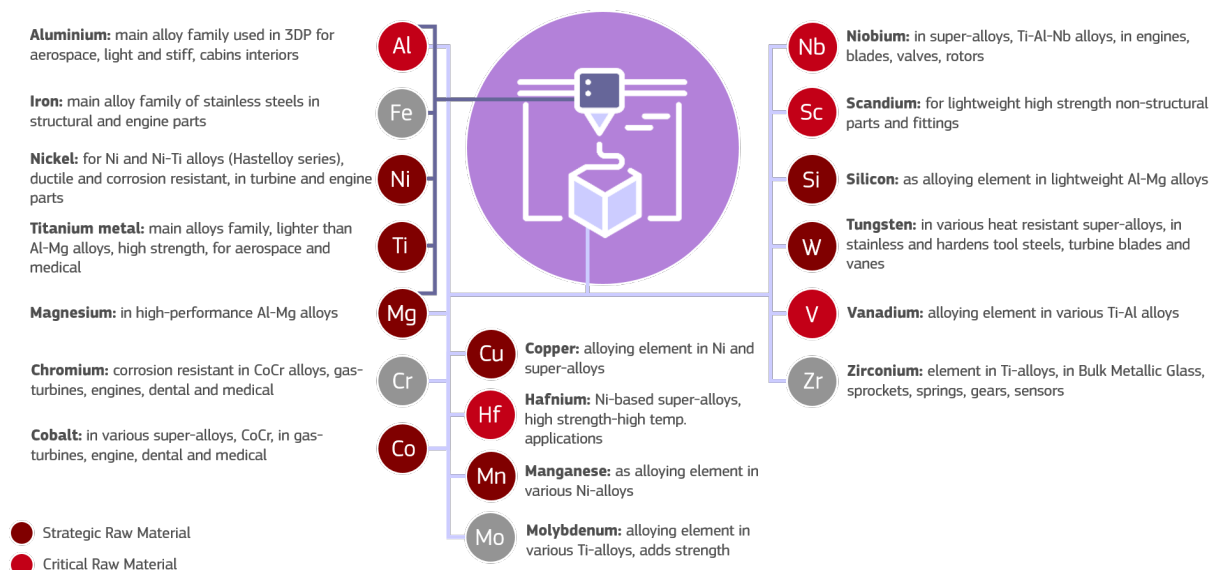 Aluminium: main alloy family used in 3DP for
aerospace, light and stiff, cabins interiors
Al
Iron: main alloy family of stainless steels in
structural and engine parts
Fe
Nickel: for Ni and Ni-Ti alloys (Hastelloy series),
ductile and corrosion resistant, in turbine and engine
parts
Ni
Titanium metal: main alloys family, lighter than
Al-Mg alloys, high strength, for aerospace and
medical
Ti
Magnesium: in high-performance Al-Mg alloys
Mg
Chromium: corrosion resistant in CoCr alloys, gas-
turbines, engines, dental and medical
Cr
Cobalt: in various super-alloys, CoCr, in gas-
turbines, engine, dental and medical
Co
Cu
Copper: alloying element in Ni and
super-alloys
Hf
Hafnium: Ni-based super-alloys,
high strength-high temp.
applications
Mn
Manganese: as alloying element in
various Ni-alloys
Mo
Molybdenum: alloying element in
various Ti-alloys, adds strength
Nb
Niobium: in super-alloys, Ti-Al-Nb alloys, in engines,
blades, valves, rotors
Sc
Scandium: for lightweight high strength non-structural
parts and fittings
Si
Silicon: as alloying element in lightweight Al-Mg alloys
W
Tungsten: in various heat resistant super-alloys, in
stainless and hardens tool steels, turbine blades and
vanes
V
Vanadium: alloying element in various Ti-Al alloys
Zr
Zirconium: element in Ti-alloys, in Bulk Metallic Glass,
sprockets, springs, gears, sensors
Strategic Raw Material
Critical Raw Material